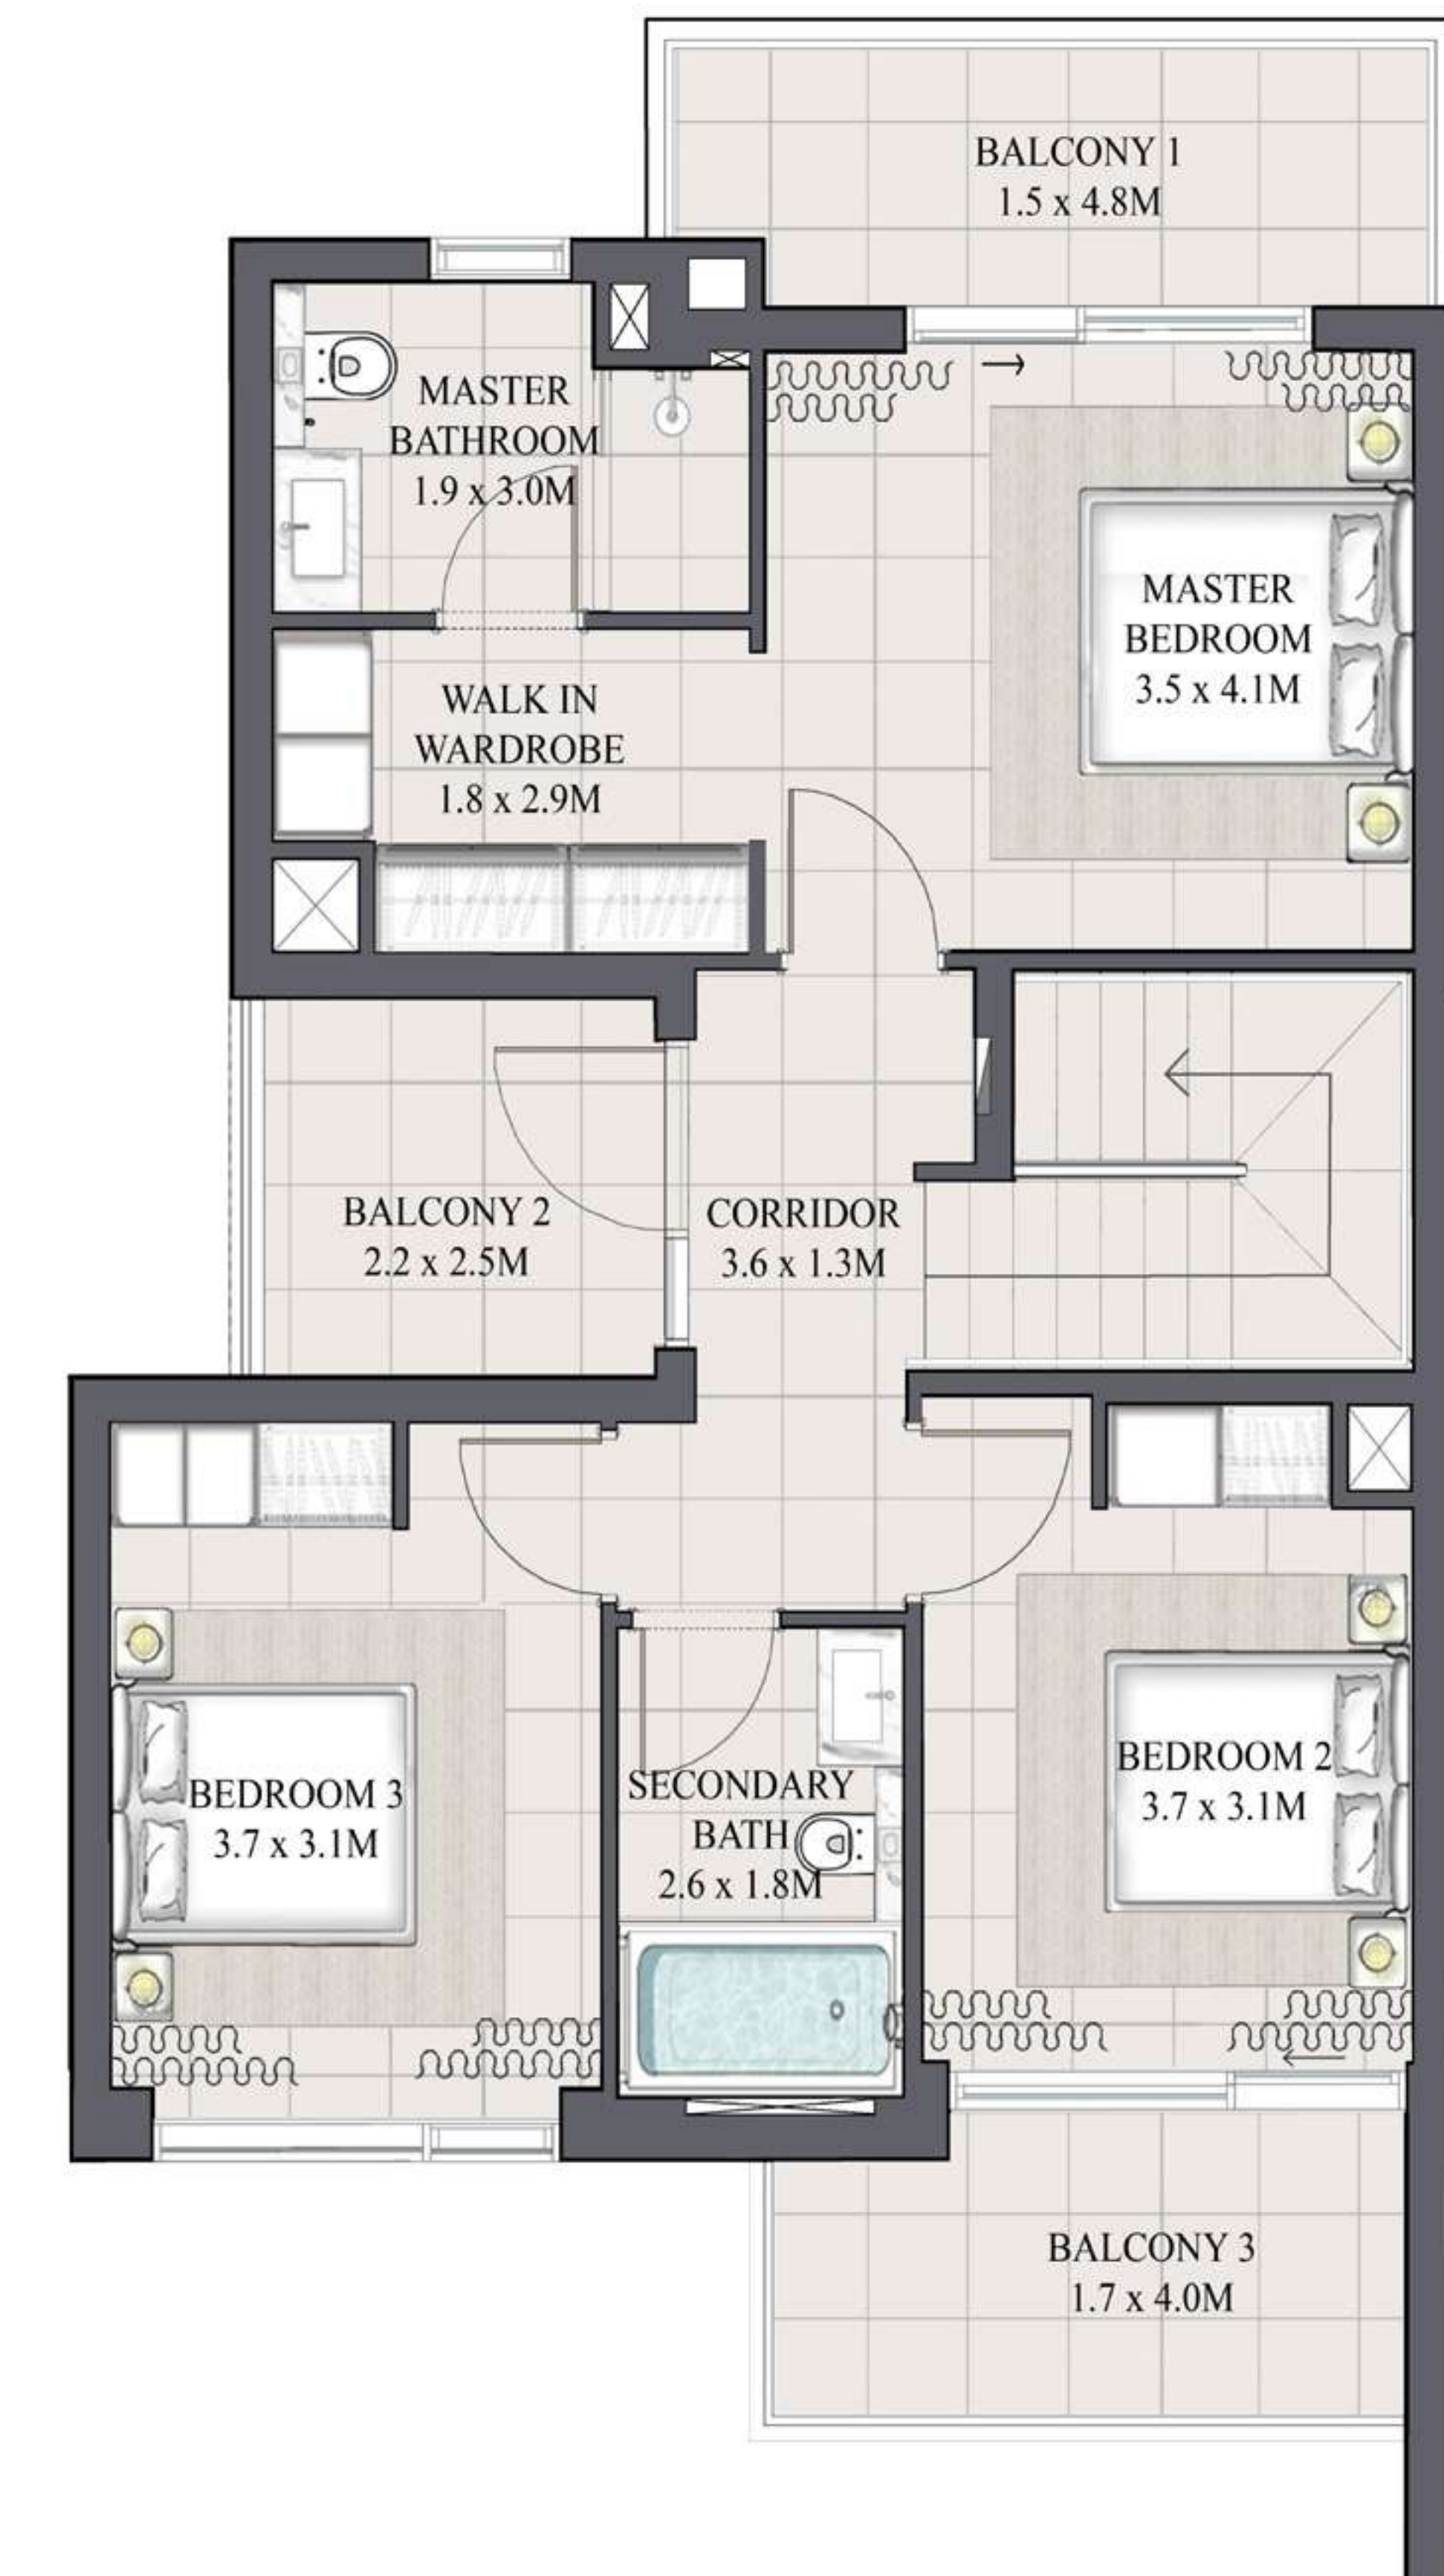 BALCONY 1
1.5 x 4.8M
MASTER
BATHROOM
1.9 x 3.0M
MASTER
BEDROOM
3.5 x 4.1M
WALK IN
WARDROBE
1.8 x 2.9M
BALCONY 2
2.2 x 2.5M
CORRIDOR
3.6 x 1.3M
BEDROOM 3
3.7 x 3.1M
SECONDARY
BATH
2.6 x 1.8M
BEDROOM 2
3.7 x 3.1M
BALCONY 3
1.7 x 4.0M